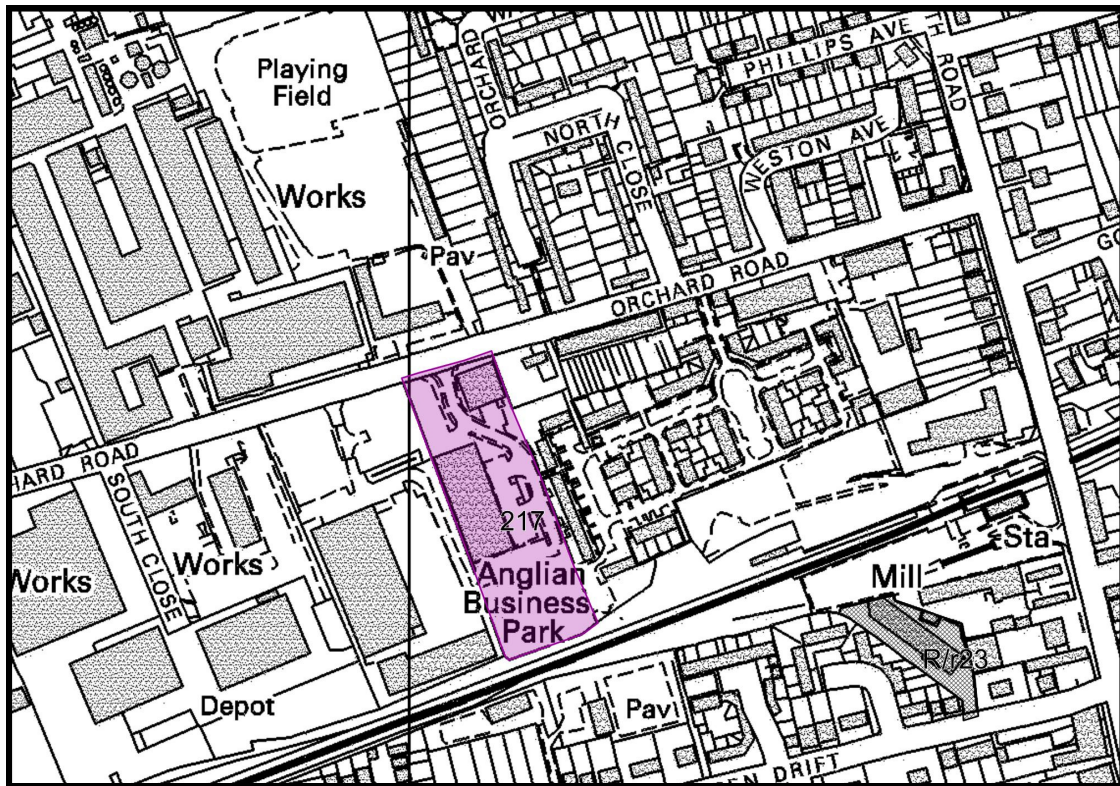 Playing
Field
ORCHARD
PHILLIPS AVE
ROAD
NORTH
CLOSE
WESTON AVE
Works
Pav
ORCHARD ROAD
HARD ROAD
SOUTH CLOSE
Works
Works
217
Anglian
Business
Park
Sta
Mill
R/r23
Depot
Pav
EN DRIFT